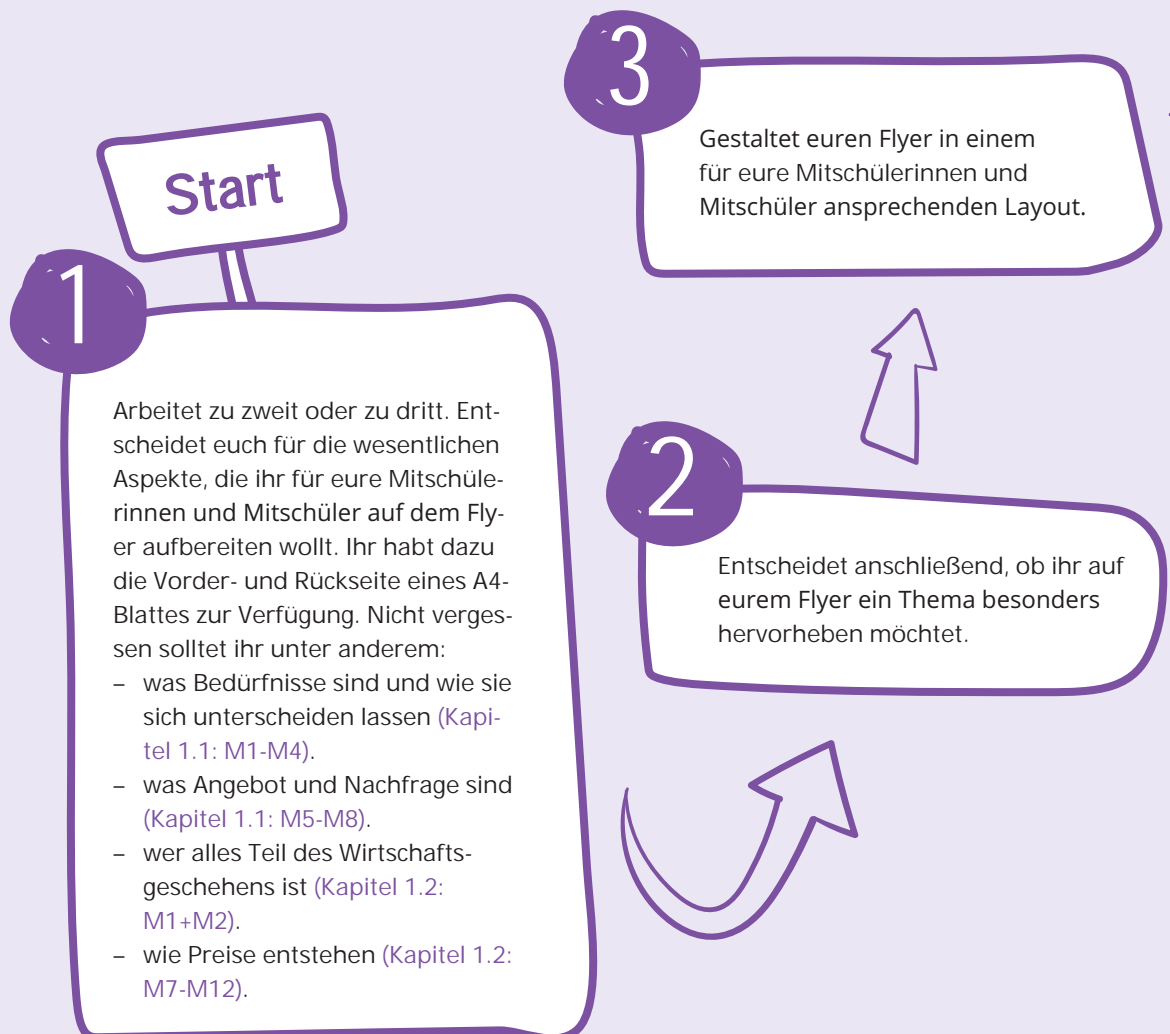 Start
1
Arbeitet zu zweit oder zu dritt. Ent-
scheidet euch für die wesentlichen
Aspekte, die ihr für eure Mitschüle-
rinnen und Mitschüler auf dem Fly-
er aufbereiten wollt. Ihr habt dazu
die Vorder- und Rückseite eines A4-
Blattes zur Verfügung. Nicht verges-
sen solltet ihr unter anderem:
– was Bedürfnisse sind und wie sie
sich unterscheiden lassen (Kapi-
tel 1.1: M1-M4).
– was Angebot und Nachfrage sind
(Kapitel 1.1: M5-M8).
– wer alles Teil des Wirtschafts-
geschehens ist (Kapitel 1.2:
M1+M2).
– wie Preise entstehen (Kapitel 1.2:
M7-M12).
2
Entscheidet anschließend, ob ihr auf
eurem Flyer ein Thema besonders
hervorheben möchtet.
3
Gestaltet euren Flyer in einem
für eure Mitschülerinnen und
Mitschüler ansprechenden Layout.